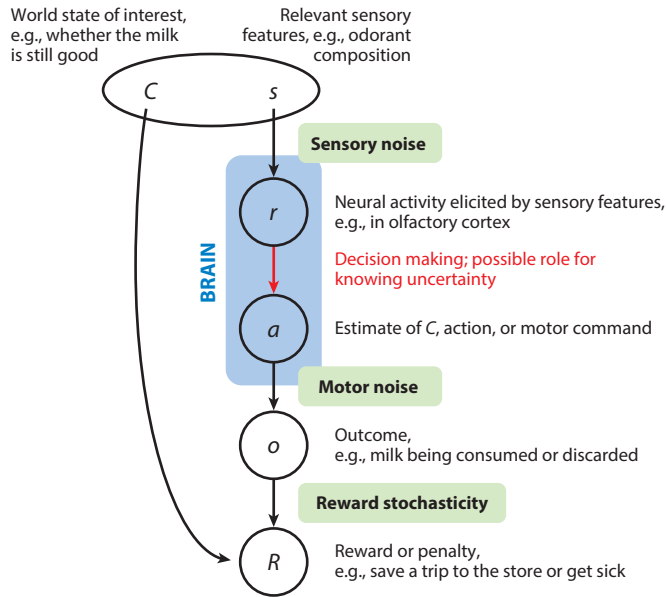 World state of interest,
e.g., whether the milk
is still good
Relevant sensory
features, e.g., odorant
composition
C
s
Sensory noise
BRAIN
r
Neural activity elicited by sensory features,
e.g., in olfactory cortex
Decision making; possible role for
knowing uncertainty
a
Estimate of C, action, or motor command
Motor noise
o
Outcome,
e.g., milk being consumed or discarded
Reward stochasticity
R
Reward or penalty,
e.g., save a trip to the store or get sick